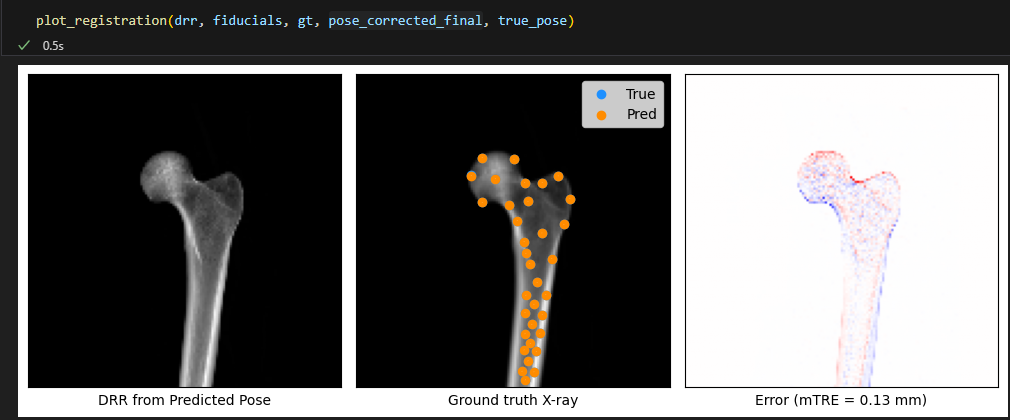 plot_registration(drr, fiducials, gt, pose_corrected_final, true_pose)
0.5s
True
Pred
DRR from Predicted Pose
Ground truth X-ray
Error (mTRE = 0.13 mm)